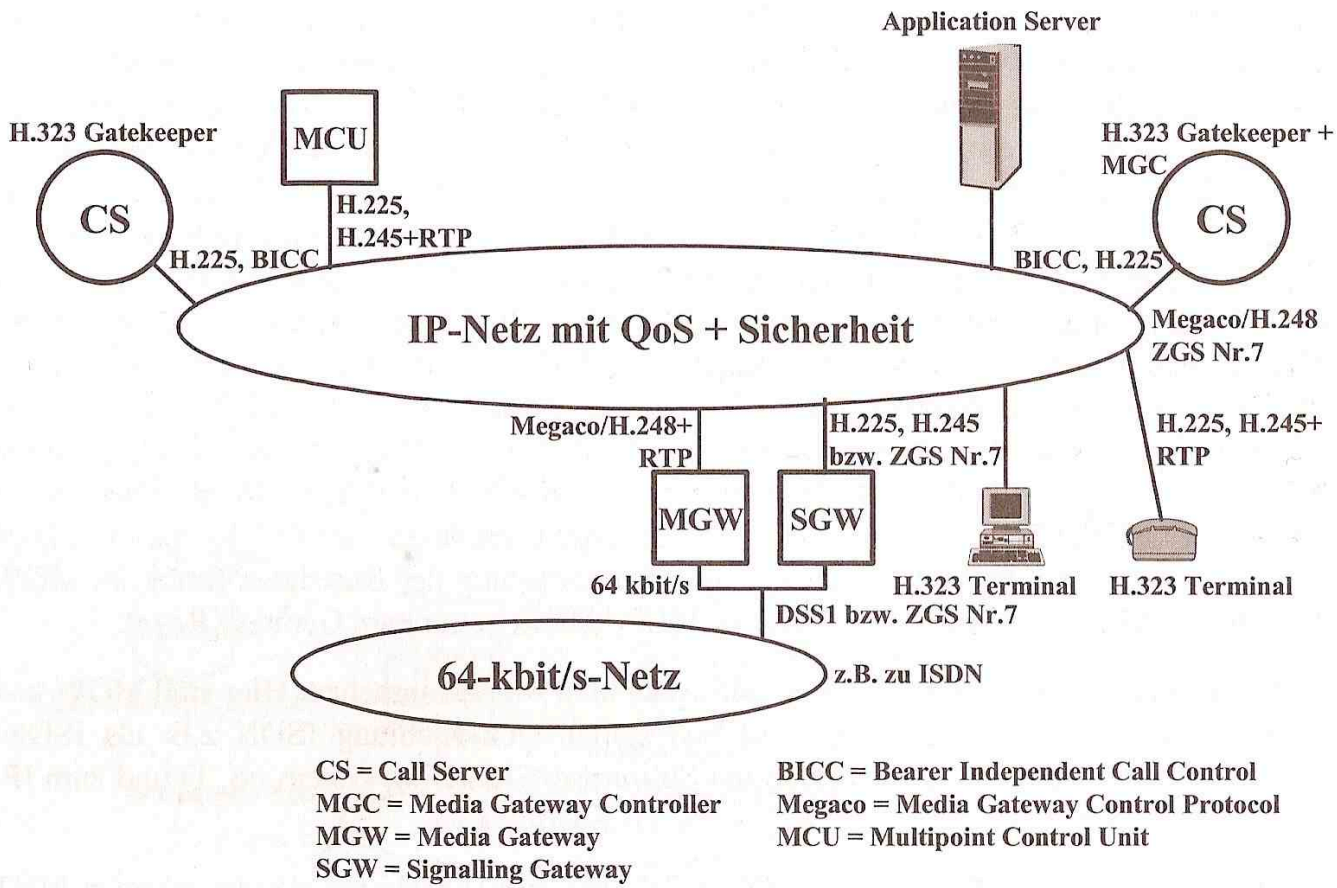 Application Server
H.323 Gatekeeper
MCU
H.323 Gatekeeper +
MGC
CS
CS
H.225,
H.245+RTP
H.225, BICC
BICC, H.225
IP-Netz mit QoS + Sicherheit
Megaco/H.248
ZGS Nr.7
Megaco/H.248+
RTP
H.225, H.245
bzw. ZGS Nr.7
H.225, H.245+
RTP
MGW
SGW
64 kbit/s
H.323 Terminal
H.323 Terminal
DSS1 bzw. ZGS Nr.7
64-kbit/s-Netz
z.B. zu ISDN
CS = Call Server
MGC = Media Gateway Controller
MGW = Media Gateway
SGW = Signalling Gateway
BICC = Bearer Independent Call Control
Megaco = Media Gateway Control Protocol
MCU = Multipoint Control Unit